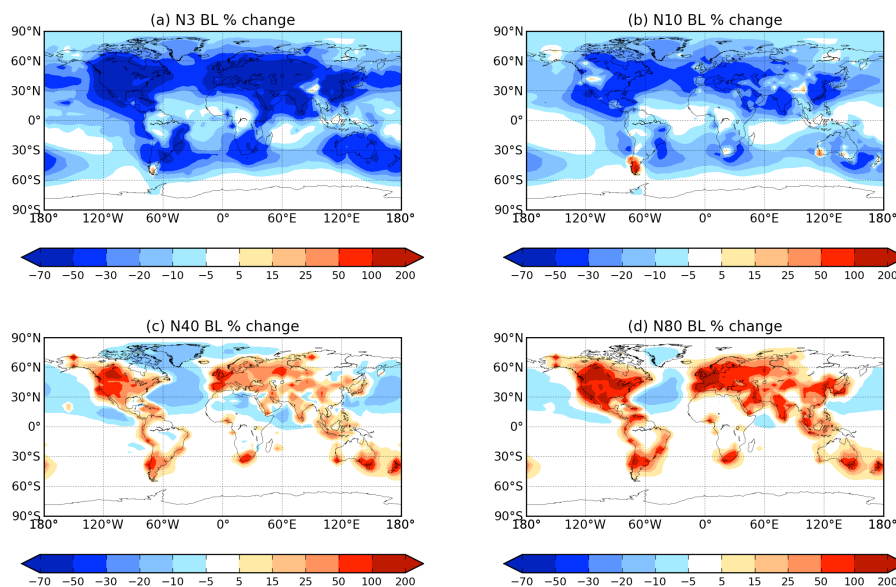 (a) N3 BL % change
(b) N10 BL % change
90°N 90°N
60°N 60°N
30°N 30°N
0° 0°
30°S 30°S
60°S 60°S
90°S 90°S
180° 120°W 60°W 0° 60°E 120°E 180° 180° 120°W 60°W 0° 60°E 120°E 180°
−70 −50 −30 −20 −10 −5 5 15 25 50 100 200 −70 −50 −30 −20 −10 −5 5 15 25 50 100 200
(c) N40 BL % change
(d) N80 BL % change
90°N 90°N
60°N 60°N
30°N 30°N
0° 0°
30°S 30°S
60°S 60°S
90°S 90°S
180° 120°W 60°W 0° 60°E 120°E 180° 180° 120°W 60°W 0° 60°E 120°E 180°
−70 −50 −30 −20 −10 −5 5 15 25 50 100 200 −70 −50 −30 −20 −10 −5 5 15 25 50 100 200